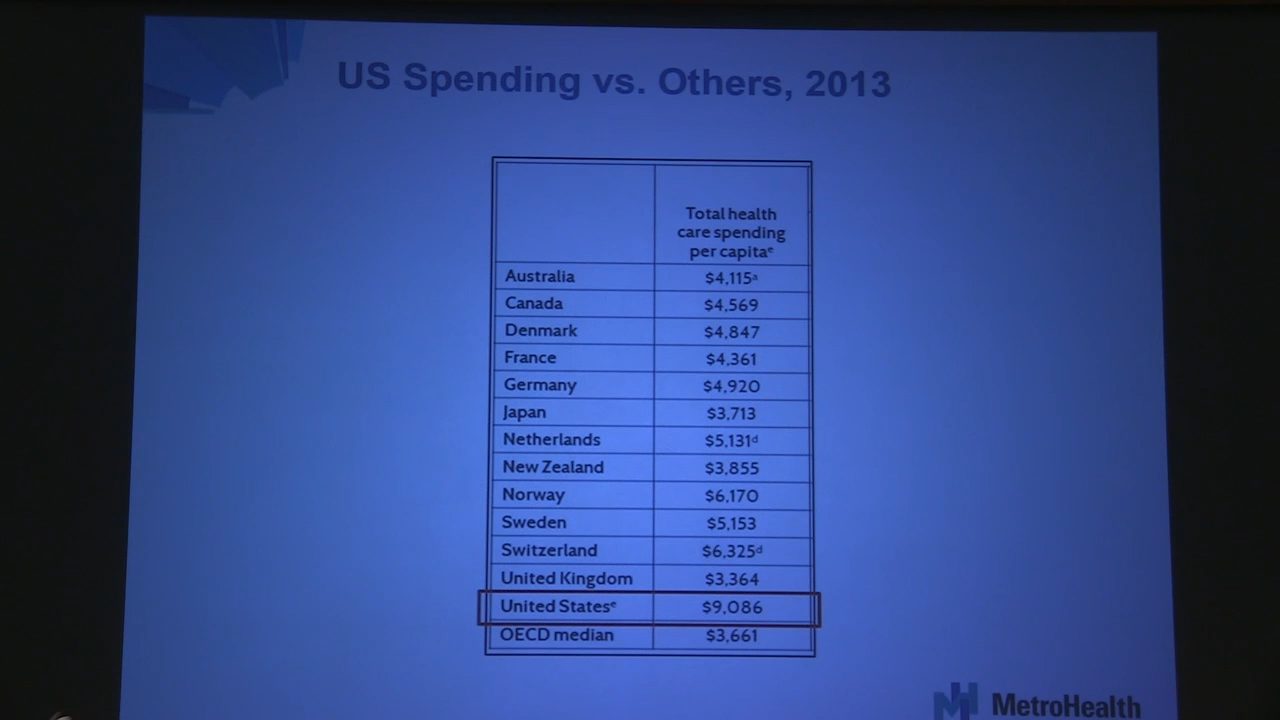 US Spending vs. Others, 2013
Total health
care spending
per capitaᵉ
Australia $4,115ᵃ
Canada $4,569
Denmark $4,847
France $4,361
Germany $4,920
Japan $3,713
Netherlands $5,131ᵈ
New Zealand $3,855
Norway $6,170
Sweden $5,153
Switzerland $6,325ᵈ
United Kingdom $3,364
United Statesᵉ $9,086
OECD median $3,661
MetroHealth